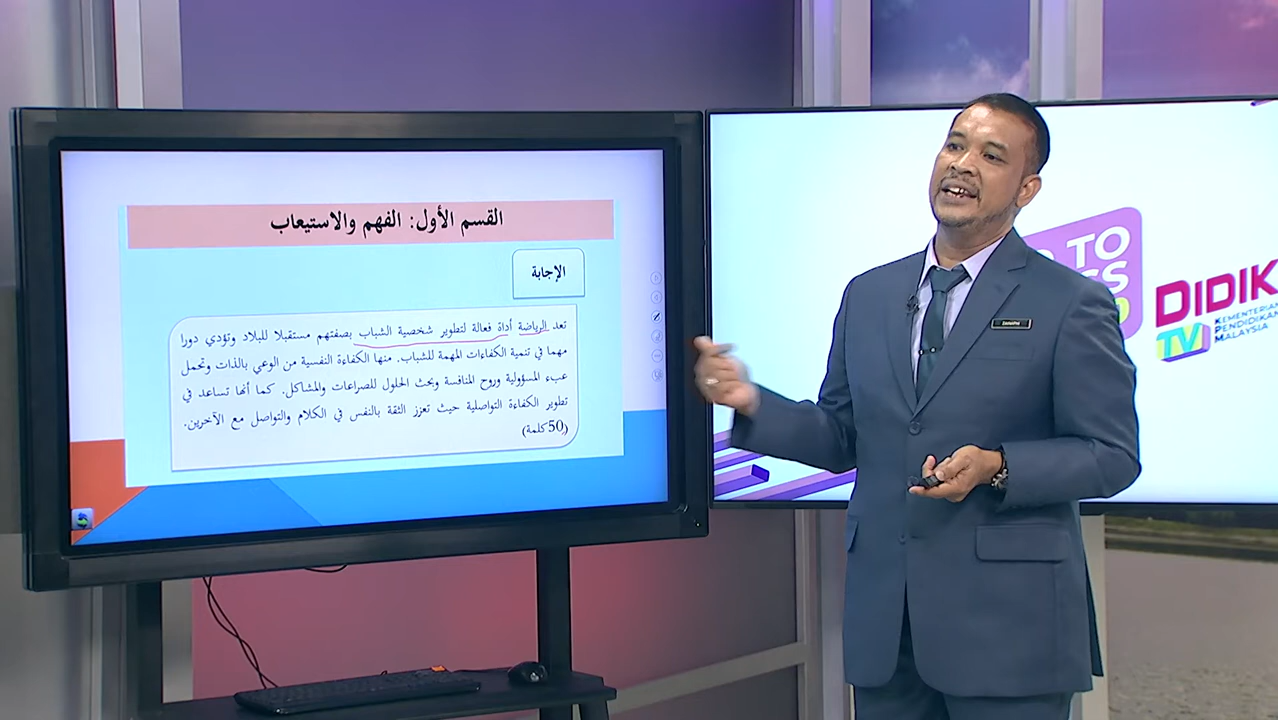 القسم الأول: الفهم والاستيعاب
الإجابة
تعد الرياضة أداة فعالة لتطوير شخصية الشباب بصفتهم مستقبلا للبلاد وتؤدي دورا
مهما في تنمية الكفاءات المهمة للشباب. منها الكفاءة النفسية من الوعي بالذات وتحمل
عبء المسؤولية وروح المنافسة وبحث الحلول للصراعات والمشاكل. كما أنها تساعد في
تطوير الكفاءة التواصلية حيث تعزز الثقة بالنفس في الكلام والتواصل مع الآخرين.
(50 كلمة)
TO
DIDIK
TV
KEMENTERIAN
PENDIDIKAN
MALAYSIA